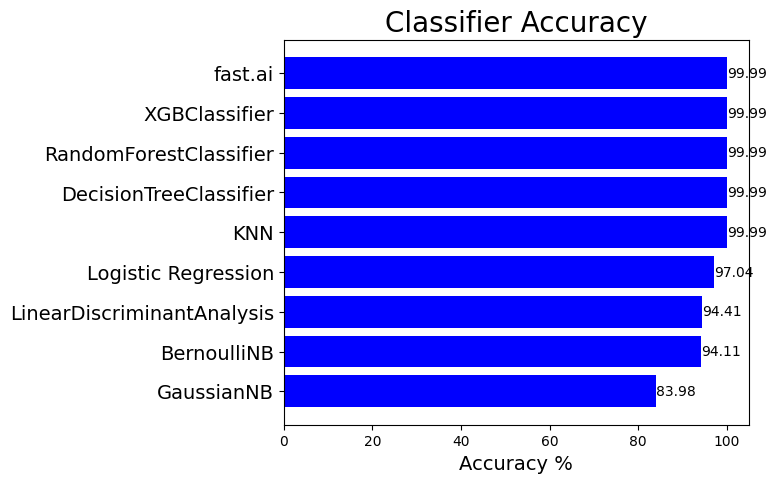 Classifier Accuracy
fast.ai 99.99
XGBClassifier 99.99
RandomForestClassifier 99.99
DecisionTreeClassifier 99.99
KNN 99.99
Logistic Regression 97.04
LinearDiscriminantAnalysis 94.41
BernoulliNB 94.11
GaussianNB 83.98
0 20 40 60 80 100
Accuracy %